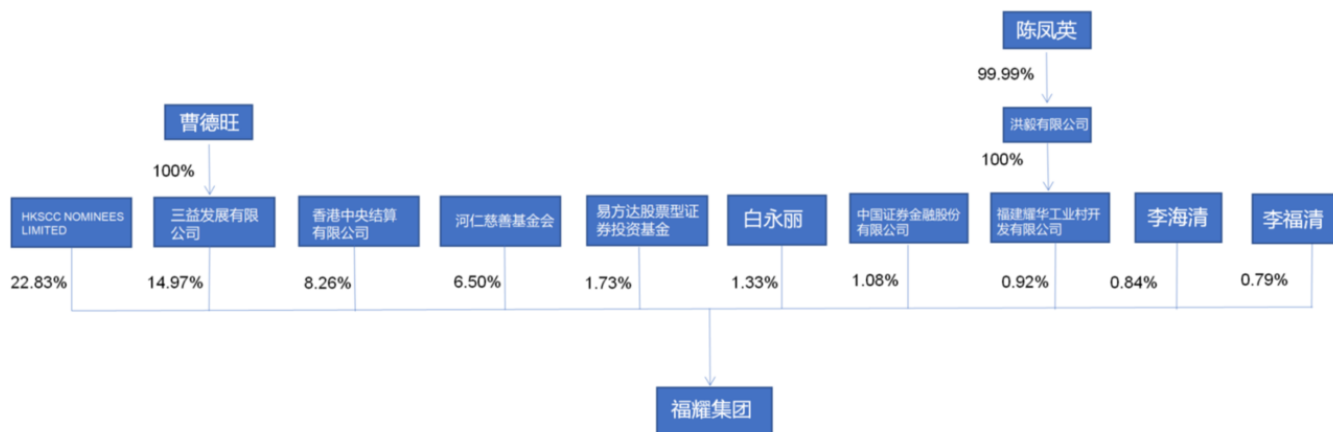 陈凤英
99.99%
曹德旺
洪毅有限公司
100%
100%
HKSCC NOMINEES
LIMITED
三益发展有限
公司
香港中央结算
有限公司
河仁慈善基金会
易方达股票型证
券投资基金
白永丽
中国证券金融股份
有限公司
福建耀华工业村开
发有限公司
李海清
李福清
22.83%
14.97%
8.26%
6.50%
1.73%
1.33%
1.08%
0.92%
0.84%
0.79%
福耀集团